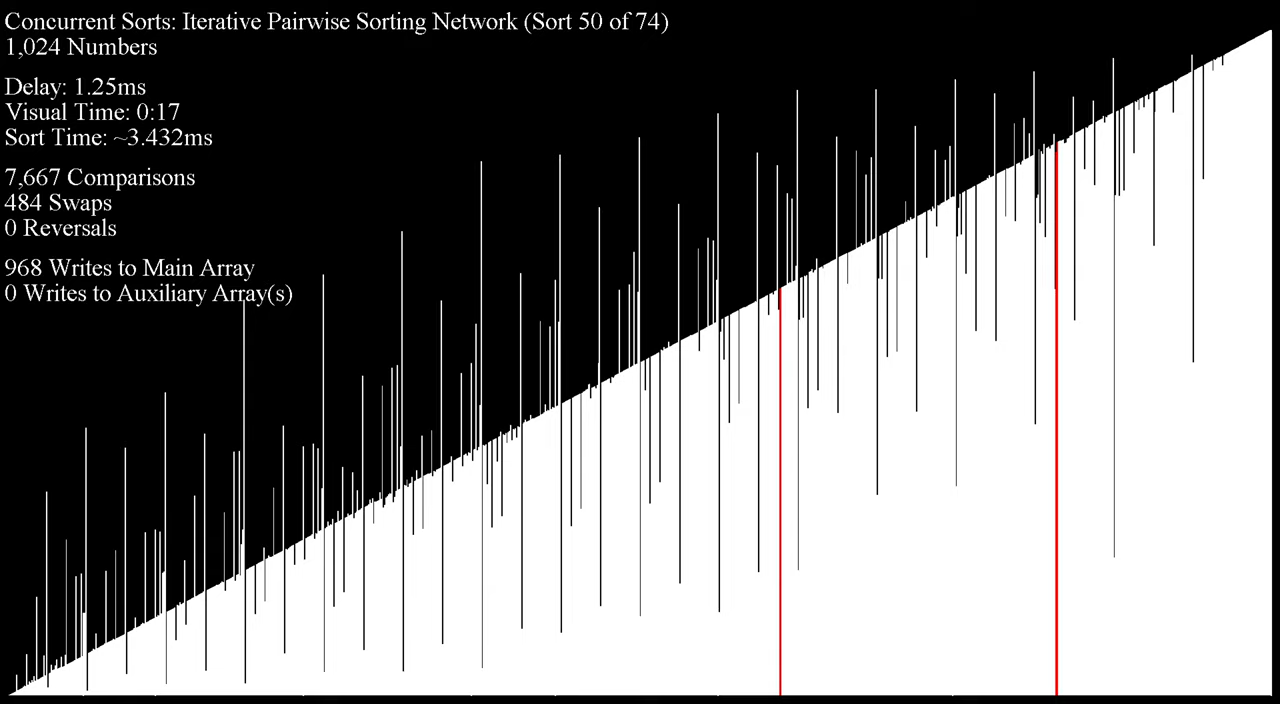 Concurrent Sorts: Iterative Pairwise Sorting Network (Sort 50 of 74)
1,024 Numbers
Delay: 1.25ms
Visual Time: 0:17
Sort Time: ~3.432ms
7,667 Comparisons
484 Swaps
0 Reversals
968 Writes to Main Array
0 Writes to Auxiliary Array(s)